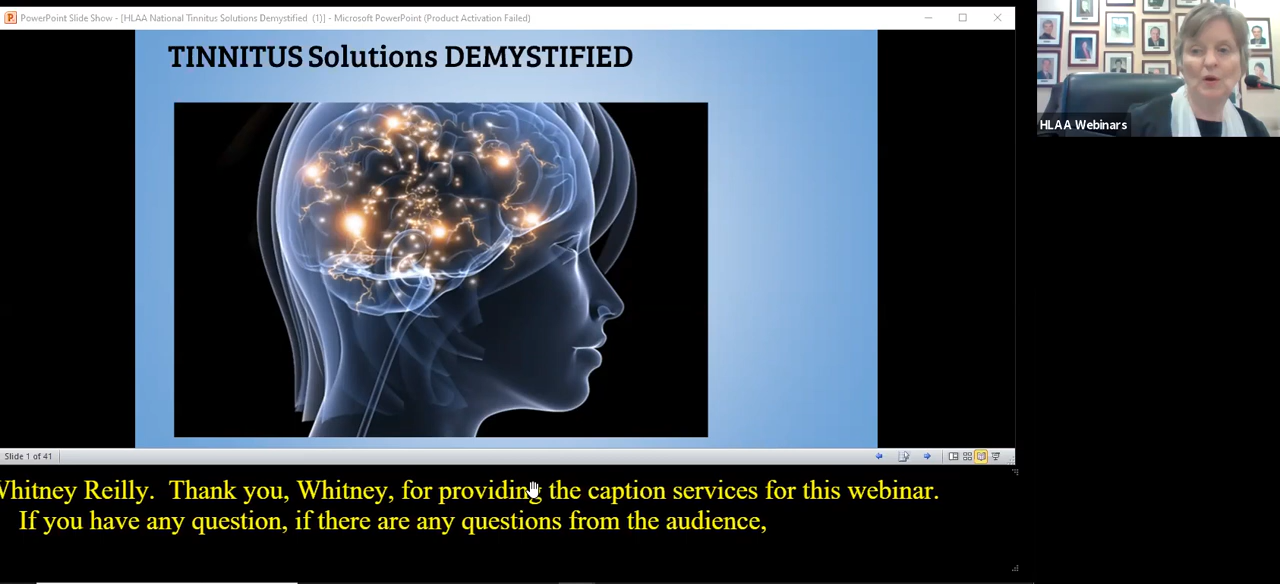 PowerPoint Slide Show - [HLAA National Tinnitus Solutions Demystified (1)] - Microsoft PowerPoint (Product Activation Failed)
TINNITUS Solutions DEMYSTIFIED
HLAA Webinars
Slide 1 of 41
Whitney Reilly. Thank you, Whitney, for providing the caption services for this webinar.
If you have any question, if there are any questions from the audience,